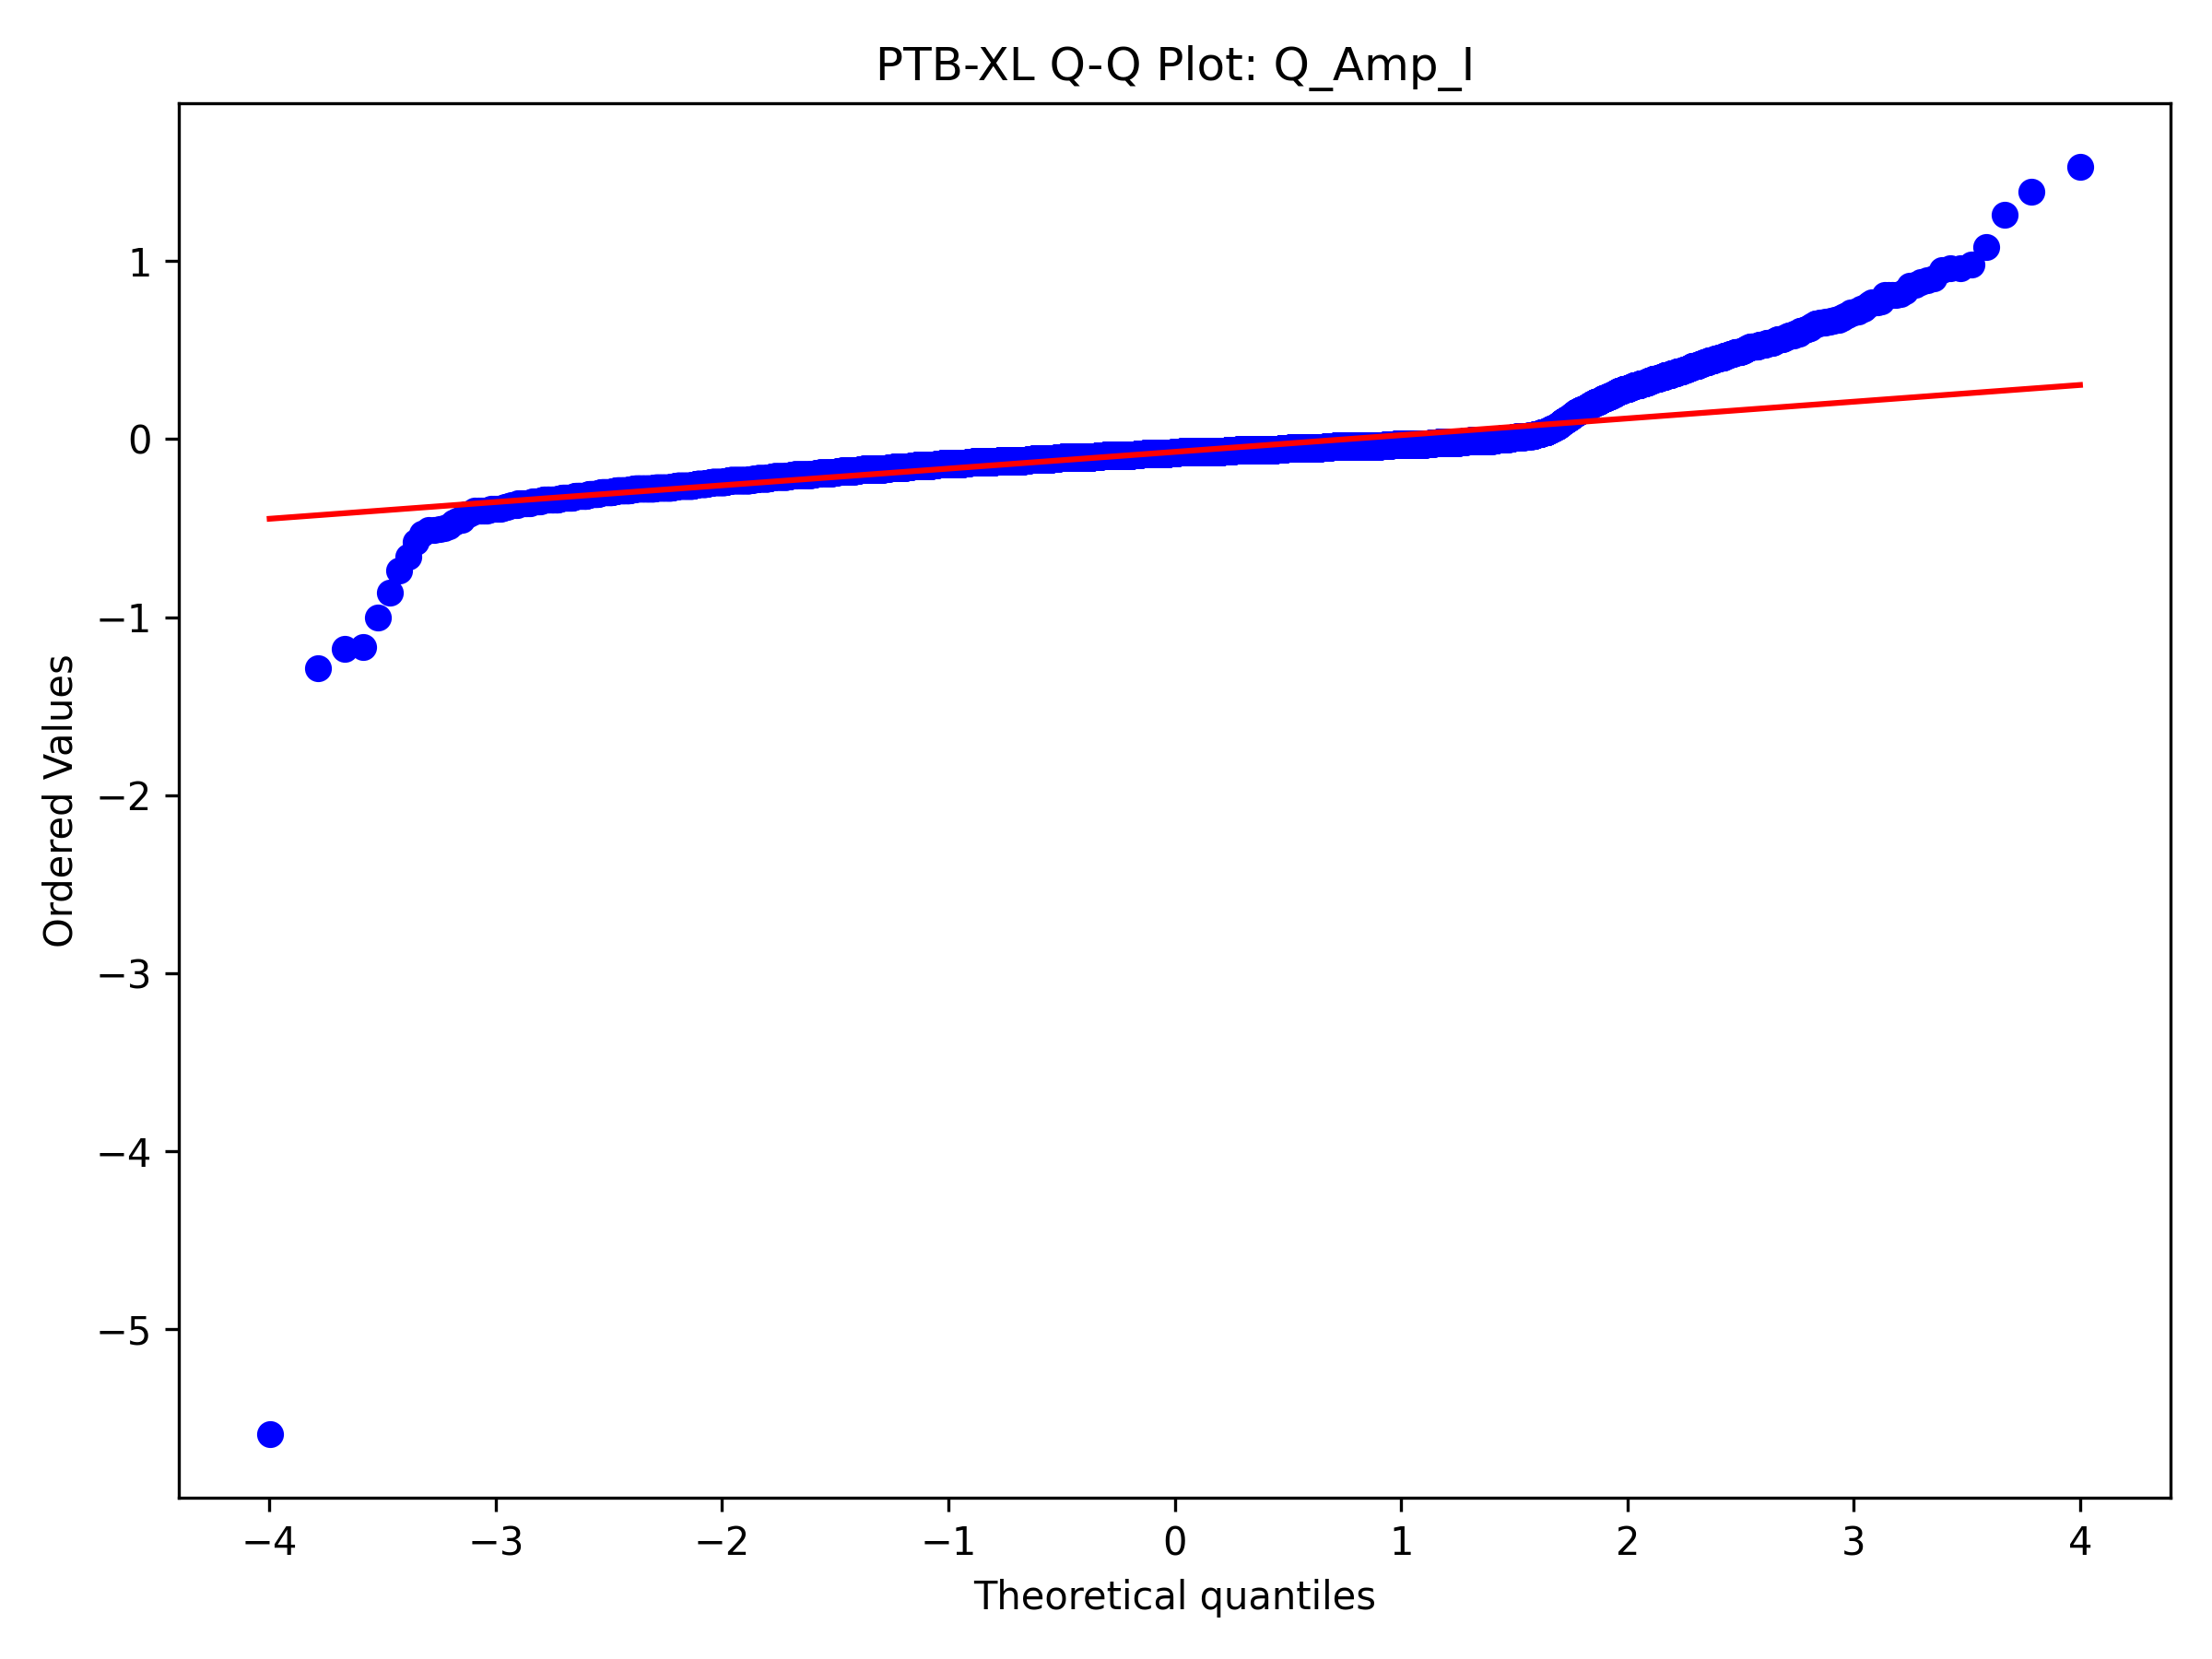 PTB-XL Q-Q Plot: Q_Amp_I
Ordered Values
1
0
−1
−2
−3
−4
−5
−4 −3 −2 −1 0 1 2 3 4
Theoretical quantiles